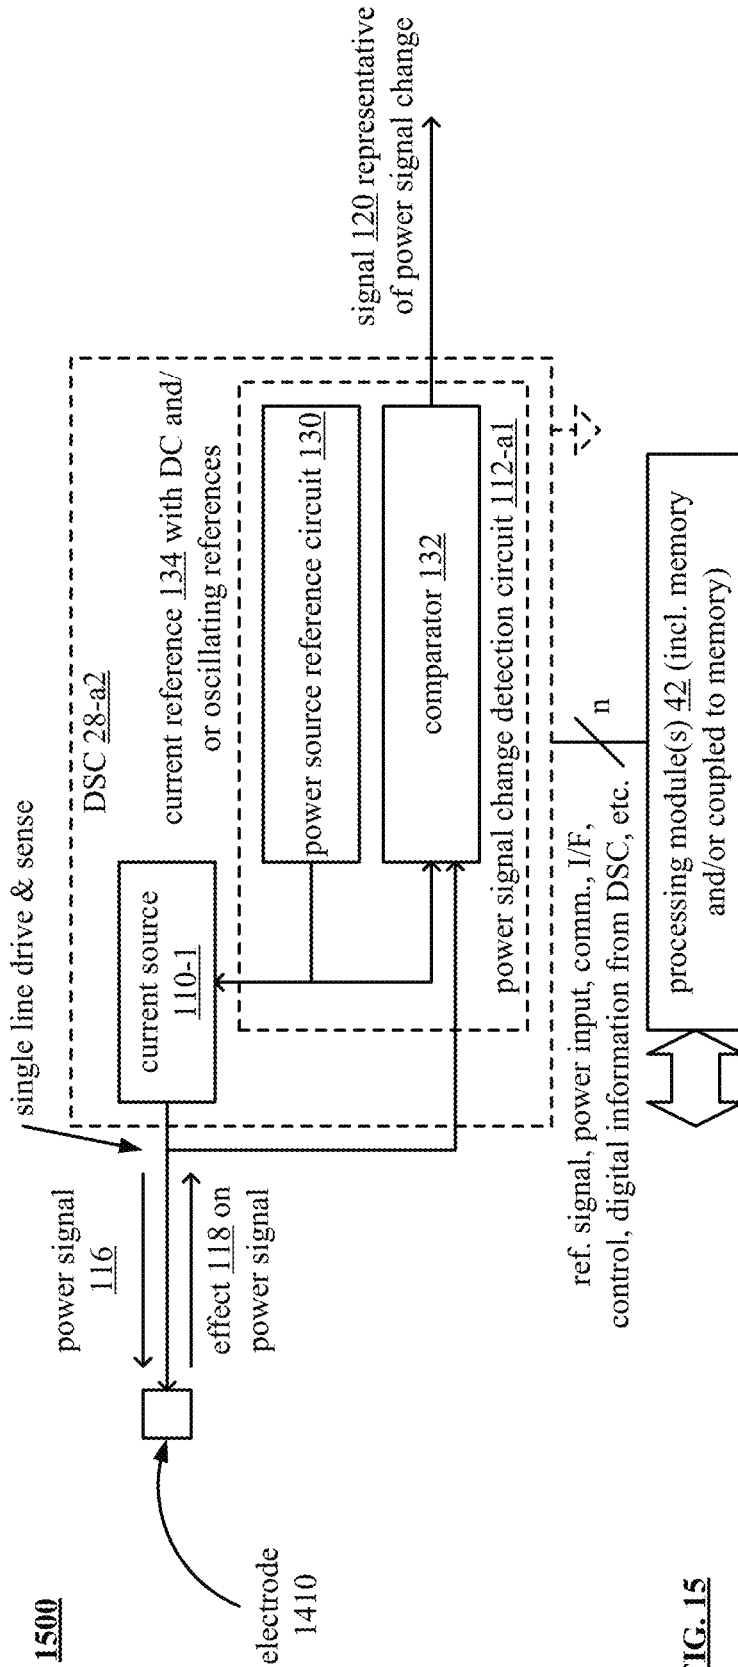 1500
single line drive & sense
DSC 28-a2
power signal
116
current source
110-1
current reference 134 with DC and/
or oscillating references
signal 120 representative
of power signal change
effect 118 on
power signal
power source reference circuit 130
comparator 132
power signal change detection circuit 112-a1
electrode
1410
ref. signal, power input, comm., I/F,
control, digital information from DSC, etc.
n
processing module(s) 42 (incl. memory
and/or coupled to memory)
FIG. 15